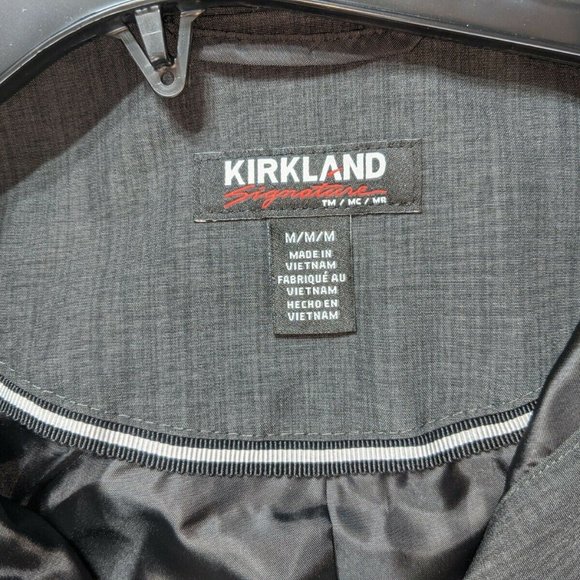 KIRKLAND
Signature
TM / MC / MR
M/M/M
MADE IN
VIETNAM
FABRIQUÉ AU
VIETNAM
HECHO EN
VIETNAM